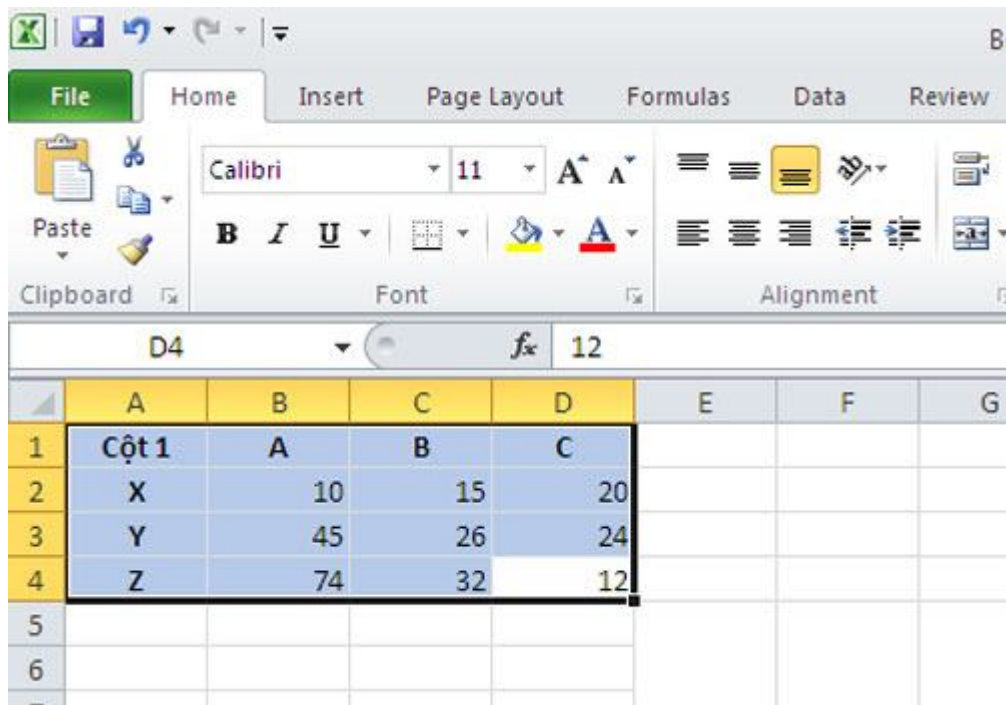 B
File Home Insert Page Layout Formulas Data Review
Calibri 11 A A
Paste B I U A a
Clipboard Font Alignment
D4 fx 12
A B C D E F G
1 Cột 1 A B C
2 X 10 15 20
3 Y 45 26 24
4 Z 74 32 12
5
6